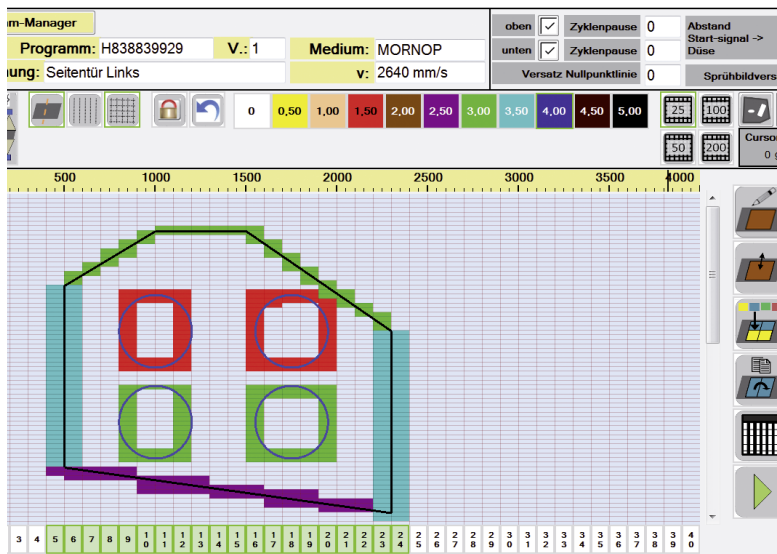 m-Manager
Programm: H838839929 V.: 1 Medium: MORNOP
nung: Seitentür Links v: 2640 mm/s
oben Zyklenpause 0
unten Zyklenpause 0
Versatz Nullpunktlinie 0
Abstand
Start-signal ->
Düse
Sprühbildvers
0 0,50 1,00 1,50 2,00 2,50 3,00 3,50 4,00 4,50 5,00
25 100
50 200
Curso
0 g
500 1000 1500 2000 2500 3000 3500 4000
3 4 5 6 7 8 9 10 11 12 13 14 15 16 17 18 19 20 21 22 23 24 25 26 27 28 29 30 31 32 33 34 35 36 37 38 39 40